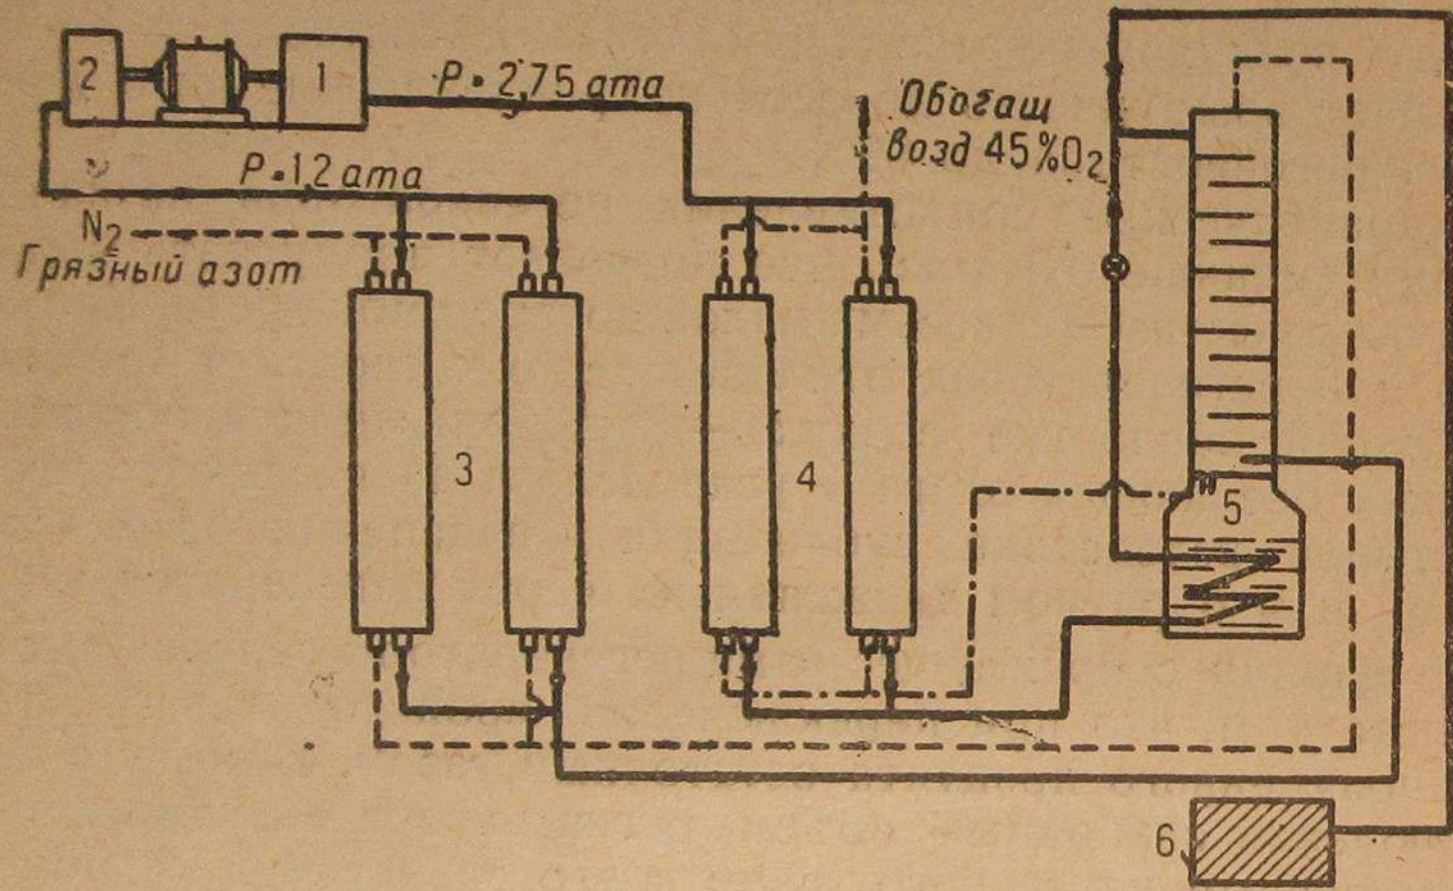 2
1
P=2,75 ата
Обогащ
возд 45%O₂
P=1,2 ата
N₂
Грязный азот
3
4
5
6